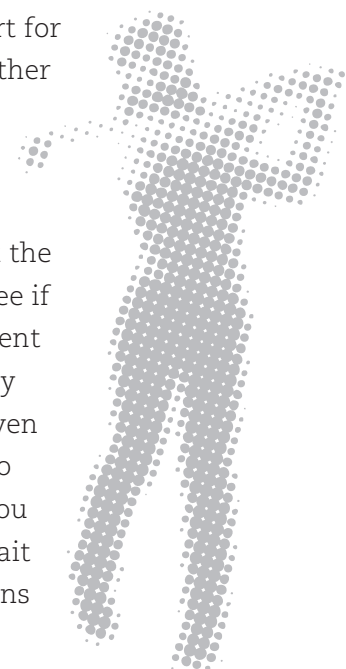 rt for
ther
the
ee if
ent
y
ven
o
ou
ait
ns